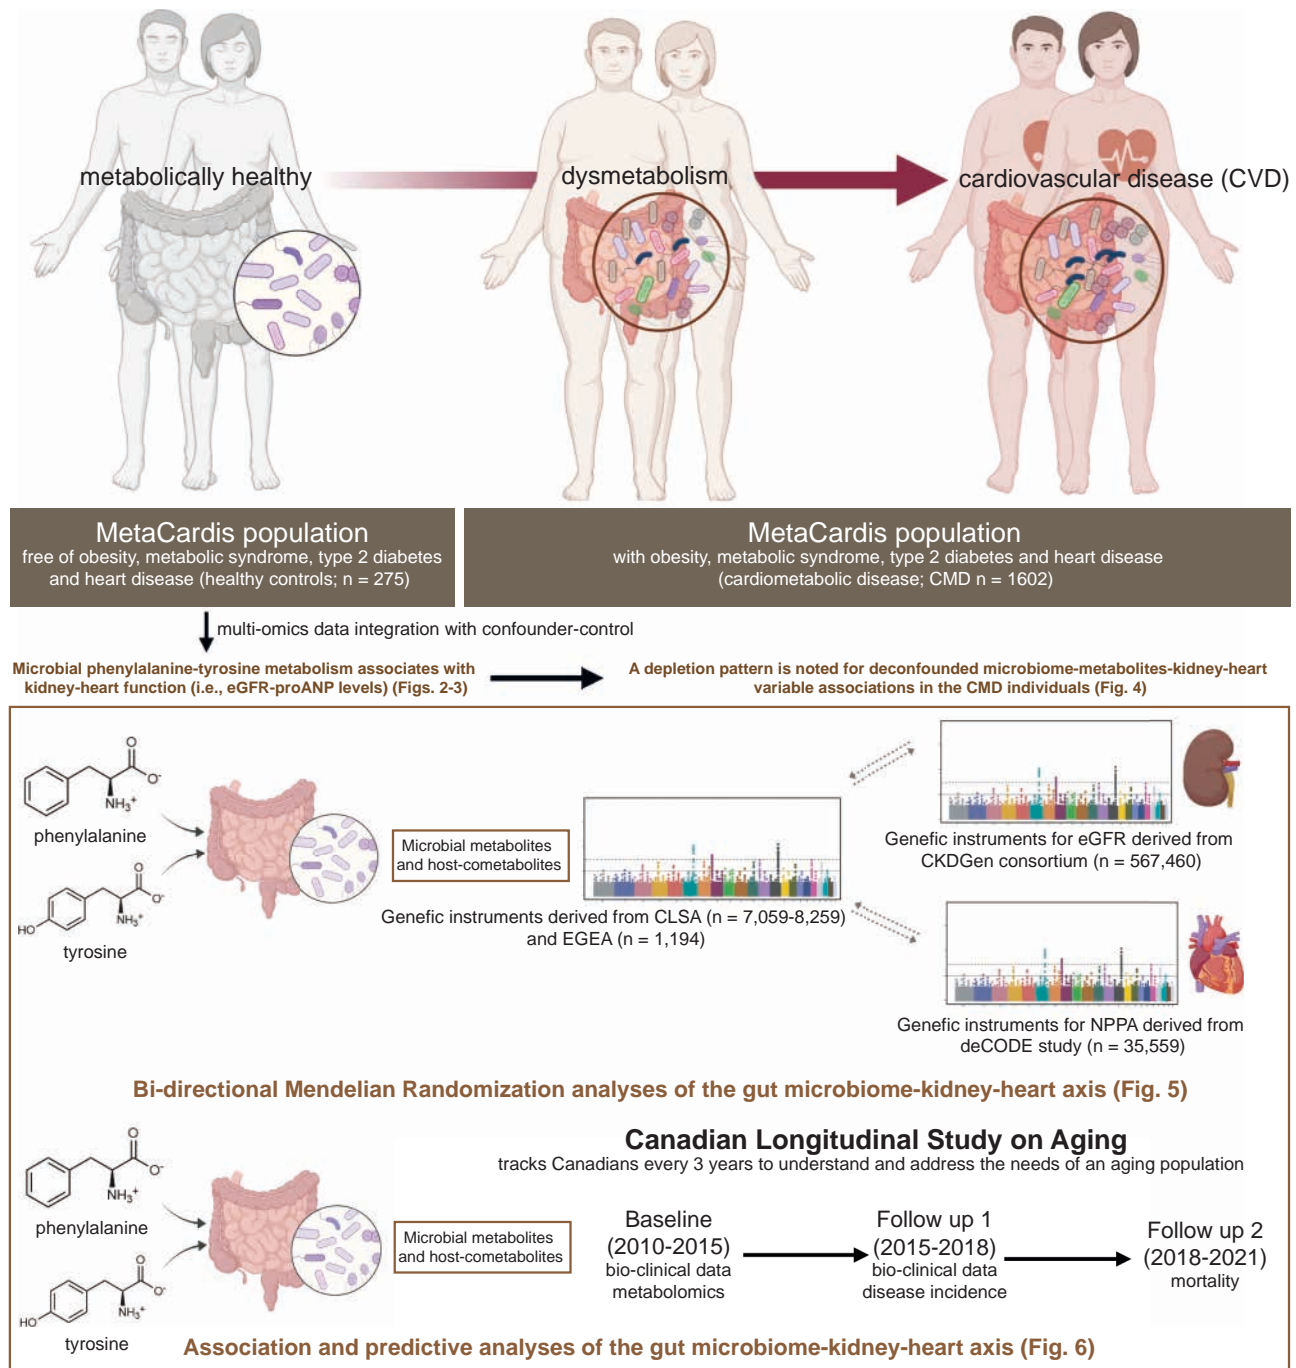 metabolically healthy
dysmetabolism
cardiovascular disease (CVD)
MetaCardis population
free of obesity, metabolic syndrome, type 2 diabetes
and heart disease (healthy controls; n = 275)
MetaCardis population
with obesity, metabolic syndrome, type 2 diabetes and heart disease
(cardiometabolic disease; CMD n = 1602)
multi-omics data integration with confounder-control
Microbial phenylalanine-tyrosine metabolism associates with
kidney-heart function (i.e., eGFR-proANP levels) (Figs. 2-3)
A depletion pattern is noted for deconfounded microbiome-metabolites-kidney-heart
variable associations in the CMD individuals (Fig. 4)
O
O-
NH3+
phenylalanine
O
O-
NH3+
HO
tyrosine
Microbial metabolites
and host-cometabolites
Genefic instruments derived from CLSA (n = 7,059-8,259)
and EGEA (n = 1,194)
Genefic instruments for eGFR derived from
CKDGen consortium (n = 567,460)
Genefic instruments for NPPA derived from
deCODE study (n = 35,559)
Bi-directional Mendelian Randomization analyses of the gut microbiome-kidney-heart axis (Fig. 5)
O
O-
NH3+
phenylalanine
O
O-
NH3+
HO
tyrosine
Microbial metabolites
and host-cometabolites
Canadian Longitudinal Study on Aging
tracks Canadians every 3 years to understand and address the needs of an aging population
Baseline
(2010-2015)
bio-clinical data
metabolomics
Follow up 1
(2015-2018)
bio-clinical data
disease incidence
Follow up 2
(2018-2021)
mortality
Association and predictive analyses of the gut microbiome-kidney-heart axis (Fig. 6)